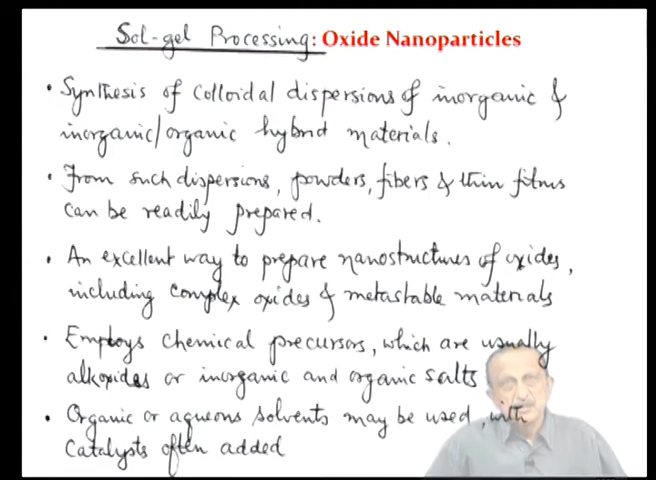 Sol-gel Processing: Oxide Nanoparticles
• Synthesis of colloidal dispersions of inorganic &
inorganic/organic hybrid materials.
• From such dispersions, powders, fibers & thin films
can be readily prepared.
• An excellent way to prepare nanostructures of oxides,
including complex oxides & metastable materials
• Employs chemical precursors, which are usually
alkoxides or inorganic and organic salts
• Organic or aqueous solvents may be used, with
catalysts often added